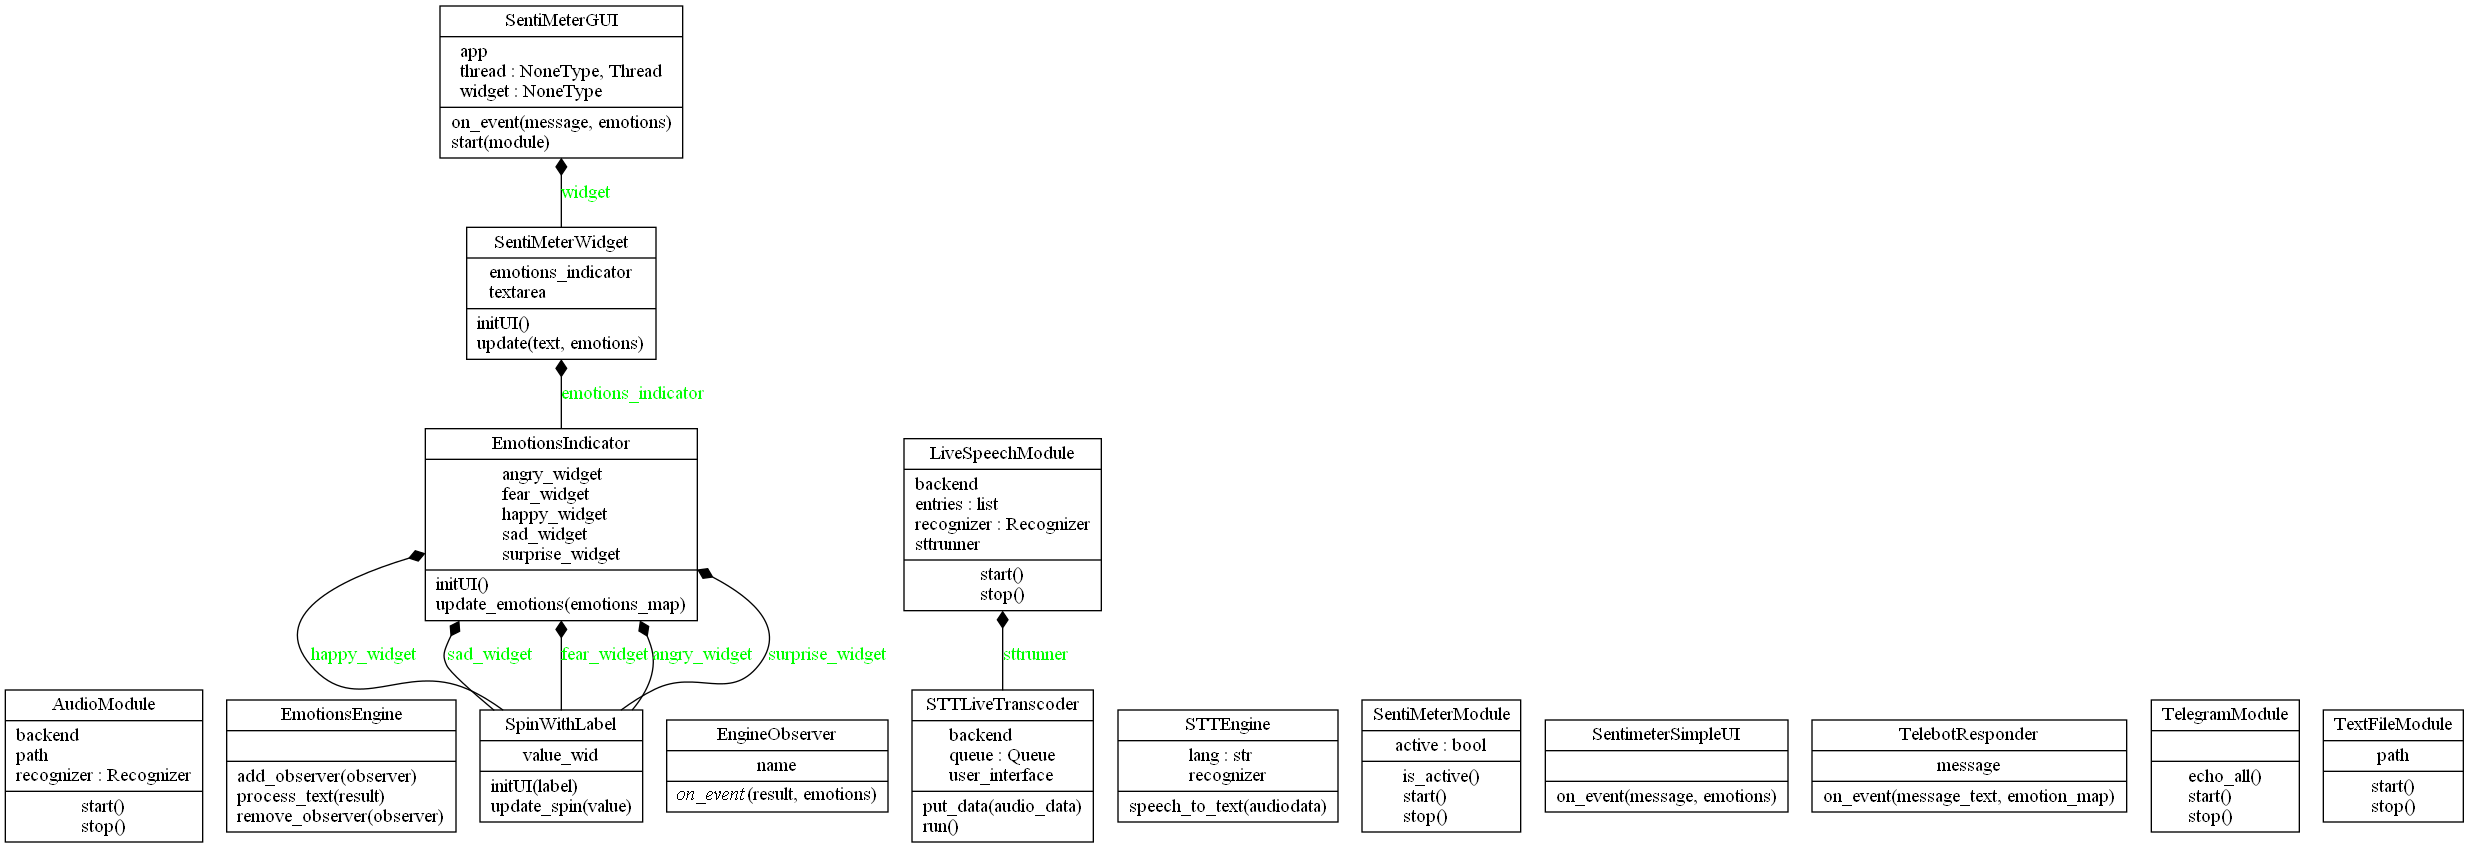 SentiMeterGUI
app
thread : NoneType, Thread
widget : NoneType
on_event(message, emotions)
start(module)
widget
SentiMeterWidget
emotions_indicator
textarea
initUI()
update(text, emotions)
emotions_indicator
EmotionsIndicator
angry_widget
fear_widget
happy_widget
sad_widget
surprise_widget
initUI()
update_emotions(emotions_map)
LiveSpeechModule
backend
entries : list
recognizer : Recognizer
sttrunner
start()
stop()
happy_widget
sad_widget
fear_widget
angry_widget
surprise_widget
sttrunner
AudioModule
backend
path
recognizer : Recognizer
start()
stop()
EmotionsEngine
add_observer(observer)
process_text(result)
remove_observer(observer)
SpinWithLabel
value_wid
initUI(label)
update_spin(value)
EngineObserver
name
on_event(result, emotions)
STTLiveTranscoder
backend
queue : Queue
user_interface
put_data(audio_data)
run()
STTEngine
lang : str
recognizer
speech_to_text(audiodata)
SentiMeterModule
active : bool
is_active()
start()
stop()
SentimeterSimpleUI
on_event(message, emotions)
TelebotResponder
message
on_event(message_text, emotion_map)
TelegramModule
echo_all()
start()
stop()
TextFileModule
path
start()
stop()